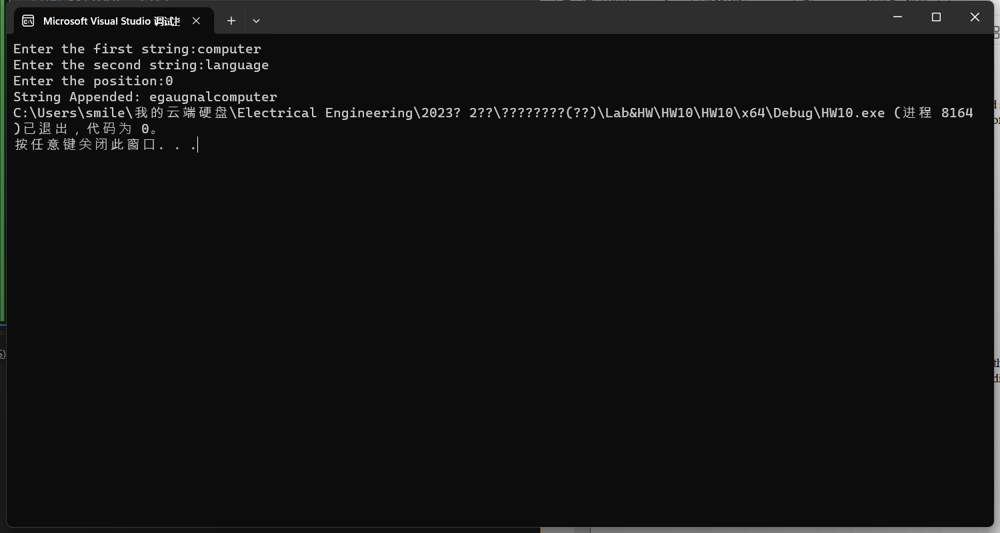 Microsoft Visual Studio 调试
Enter the first string:computer
Enter the second string:language
Enter the position:0
String Appended: egaugnalcomputer
C:\Users\smile\我的云端硬盘\Electrical Engineering\2023? 2??\????????(??)\Lab&HW\HW10\HW10\x64\Debug\HW10.exe (进程 8164
)已退出，代码为 0。
按任意键关闭此窗口. . .